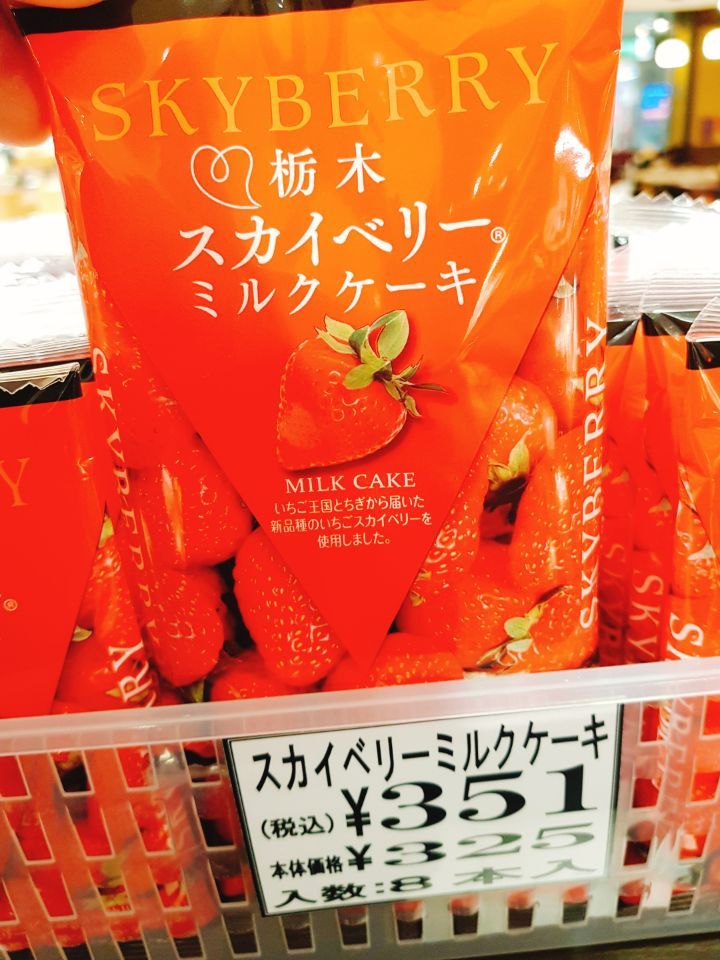 SKYBERRY
栃木
スカイベリー®
ミルクケーキ
MILK CAKE
いちご王国とちぎから届いた
新品種のいちごスカイベリーを
使用しました。
SKYBERRY
SKYBERRY
Y
®
RRY
SKYBERRY
スカイベリーミルクケーキ
(税込)¥351
本体価格¥325
入数:8本入